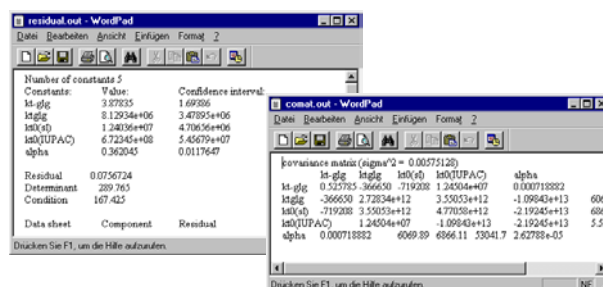 residual.out - WordPad
Datei Bearbeiten Ansicht Einfügen Format ?
Number of constants 5
Constants: Value: Confidence interval:
kt-glg 3.87835 1.69386
ktglg 8.12934e+06 3.47895e+06
kt0(sl) 1.24036e+07 4.70656e+06
kt0(IUPAC) 6.72345e+08 5.45679e+07
alpha 0.362045 0.0117647
Residual 0.0756724
Determinant 289.765
Condition 167.425
Data sheet Component Residual
Drücken Sie F1, um die Hilfe aufzurufen.
comat.out - WordPad
Datei Bearbeiten Ansicht Einfügen Format ?
covariance matrix (sigma^2 = 0.00575128)
kt-glg ktglg kt0(sl) kt0(IUPAC) alpha
kt-glg 0.525785 -366650 -719208 1.24504e+07 0.000718882
ktglg -366650 2.72834e+12 3.55053e+12 -1.09843e+13 606
kt0(sl) -719208 3.55053e+12 4.77058e+12 -2.19245e+13 686
kt0(IUPAC) 1.24504e+07 -1.09843e+13 -2.19245e+13 5.5
alpha 0.000718882 6069.89 6866.11 53041.7 2.62788e-05
Drücken Sie F1, um die Hilfe aufzurufen. NF